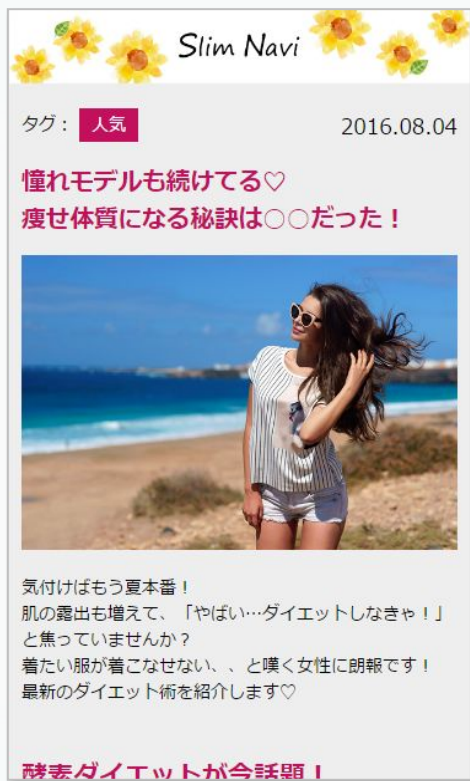 Slim Navi
タグ： 人気 2016.08.04
憧れモデルも続けてる♡
痩せ体質になる秘訣は○○だった！
気付けばもう夏本番！
肌の露出も増えて、「やばい…ダイエットしなきゃ！」
と焦っていませんか？
着たい服が着こなせない、、と嘆く女性に朗報です！
最新のダイエット術を紹介します♡
酵素ダイエットが今話題！